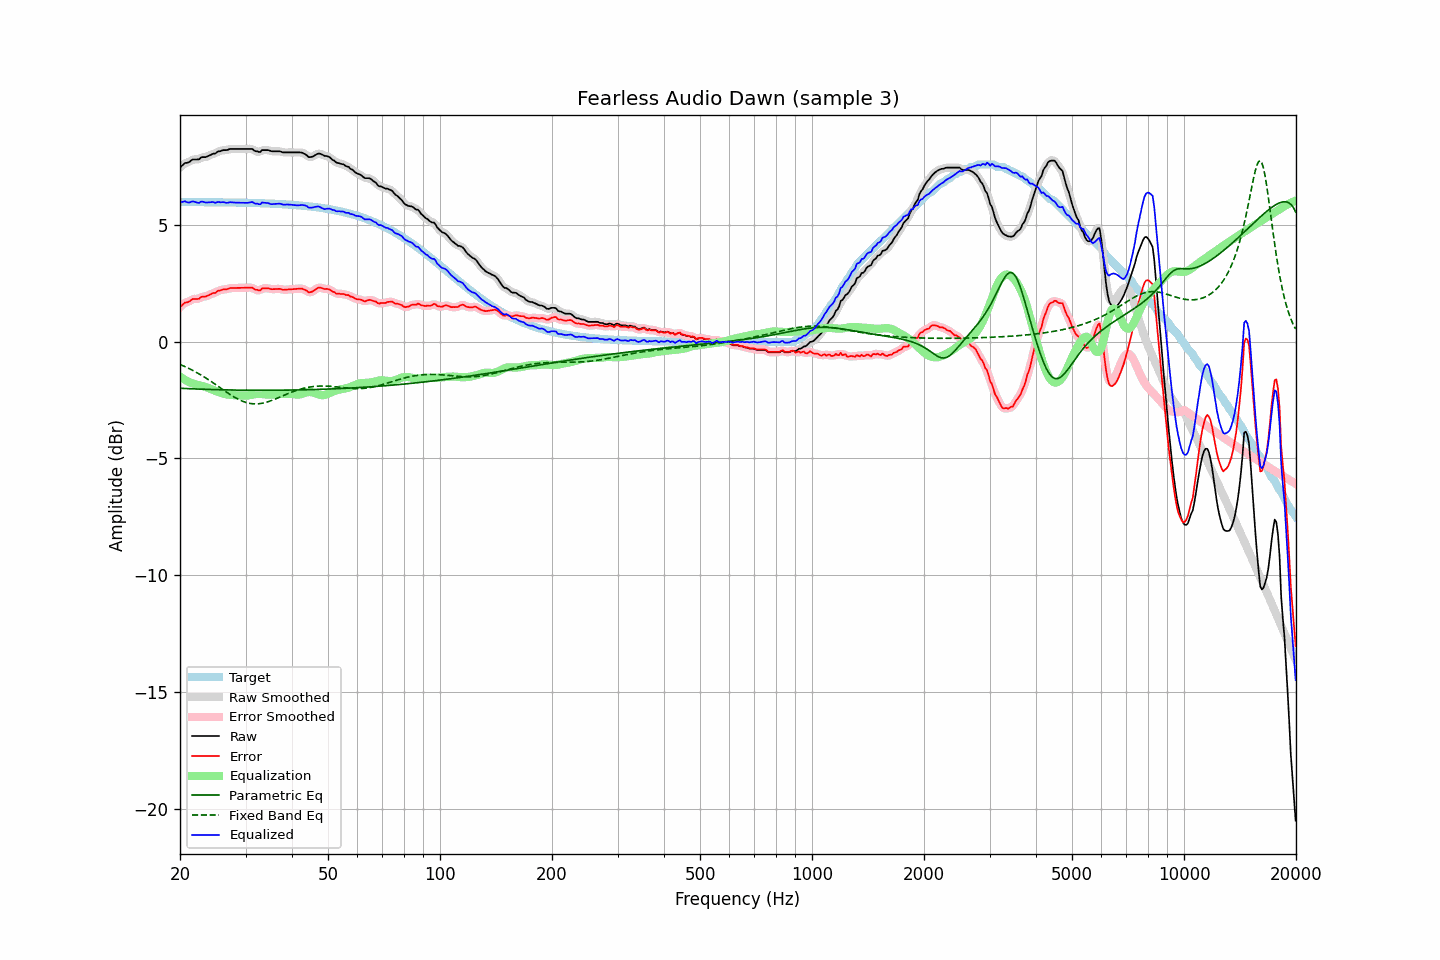 Fearless Audio Dawn (sample 3)
Amplitude (dBr)
5
0
−5
−10
−15
−20
Target
Raw Smoothed
Error Smoothed
Raw
Error
Equalization
Parametric Eq
Fixed Band Eq
Equalized
20 50 100 200 500 1000 2000 5000 10000 20000
Frequency (Hz)